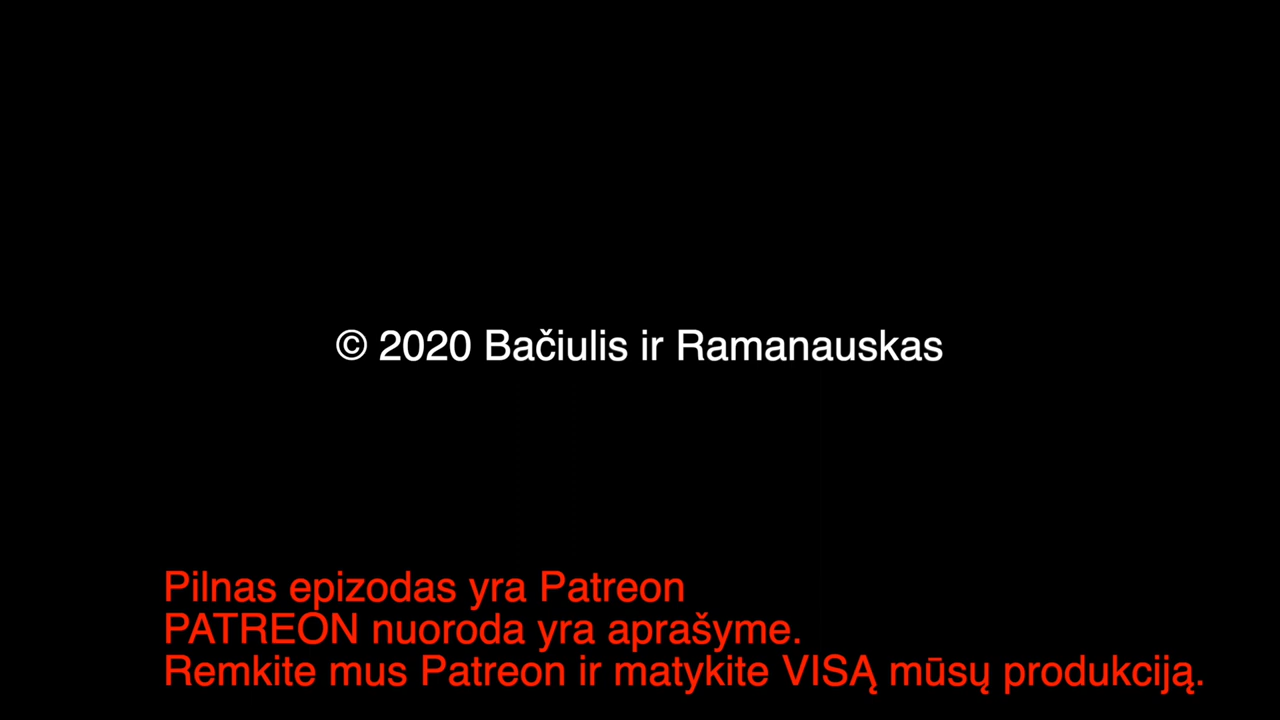 © 2020 Bačiulis ir Ramanauskas
Pilnas epizodas yra Patreon
PATREON nuoroda yra aprašyme.
Remkite mus Patreon ir matykite VISĄ mūsų produkciją.